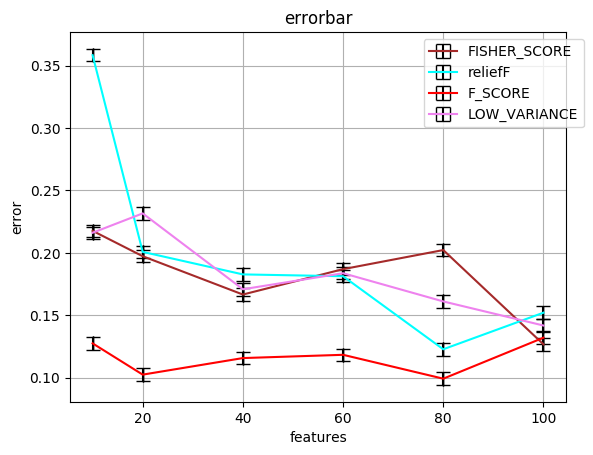 errorbar
FISHER_SCORE
reliefF
F_SCORE
LOW_VARIANCE
error
0.35
0.30
0.25
0.20
0.15
0.10
20
40
60
80
100
features